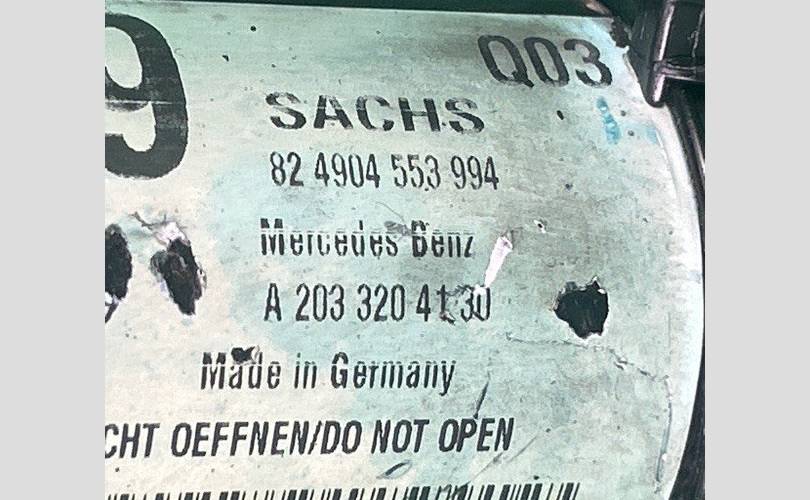 9
Q03
SACHS
82 4904 553 994
Mercedes Benz
A 203 320 41 30
Made in Germany
CHT OEFFNEN/DO NOT OPEN